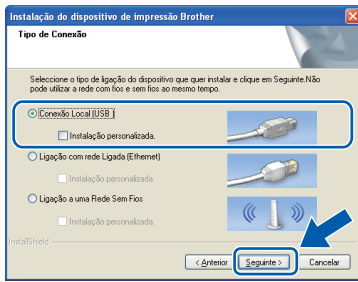 Instalação do dispositivo de impressão Brother
Tipo de Conexão
Seleccione o tipo de ligação do dispositivo que quer instalar e clique em Seguinte.Não
pode utilizar a rede com fios e sem fios ao mesmo tempo.
Conexão Local (USB )
Instalação personalizada.
Ligação com rede Ligada (Ethernet)
Instalação personalizada.
Ligação a uma Rede Sem Fios
Instalação personalizada.
InstallShield
< Anterior
Seguinte >
Cancelar